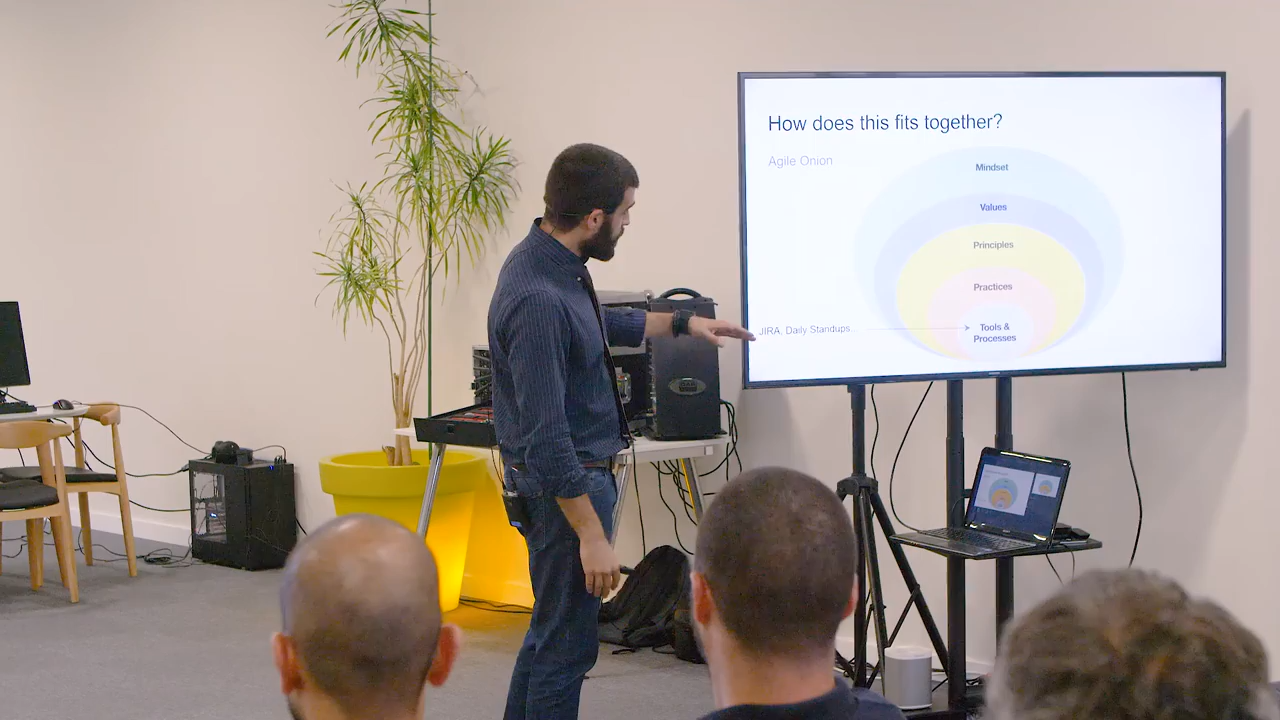 How does this fits together?
Agile Onion
Mindset
Values
Principles
Practices
JIRA, Daily Standups
Tools &
Processes